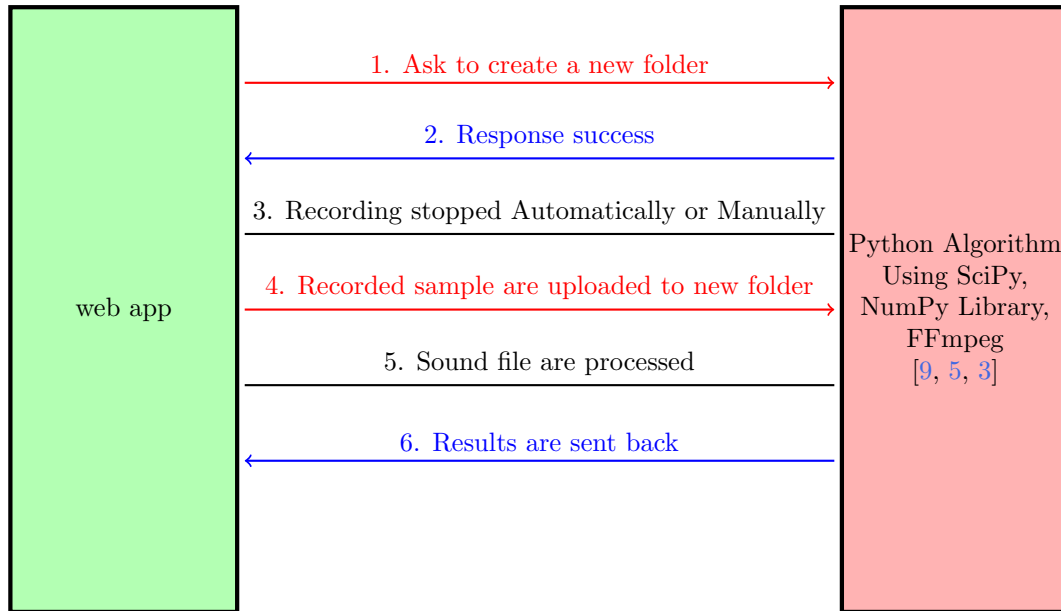 1. Ask to create a new folder
2. Response success
3. Recording stopped Automatically or Manually
4. Recorded sample are uploaded to new folder
5. Sound file are processed
6. Results are sent back
web app
Python Algorithm
Using SciPy,
NumPy Library,
FFmpeg
[9, 5, 3]